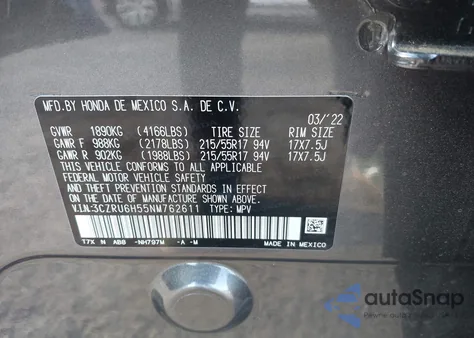 MFD.BY HONDA DE MEXICO S.A. DE C.V.
03/'22
GVWR 1890KG (4166LBS) TIRE SIZE RIM SIZE
GAWR F 988KG (2178LBS) 215/55R17 94V 17X7.5J
GAWR R 902KG (1988LBS) 215/55R17 94V 17X7.5J
THIS VEHICLE CONFORMS TO ALL APPLICABLE
FEDERAL MOTOR VEHICLE SAFETY
AND THEFT PREVENTION STANDARDS IN EFFECT
ON THE DATE OF MANUFACTURE SHOWN ABOVE.
V.I.N.:3CZRU6H55NM762611 TYPE: MPV
T7X N ABB -NH797M -A -M
MADE IN MEXICO
autoSnap